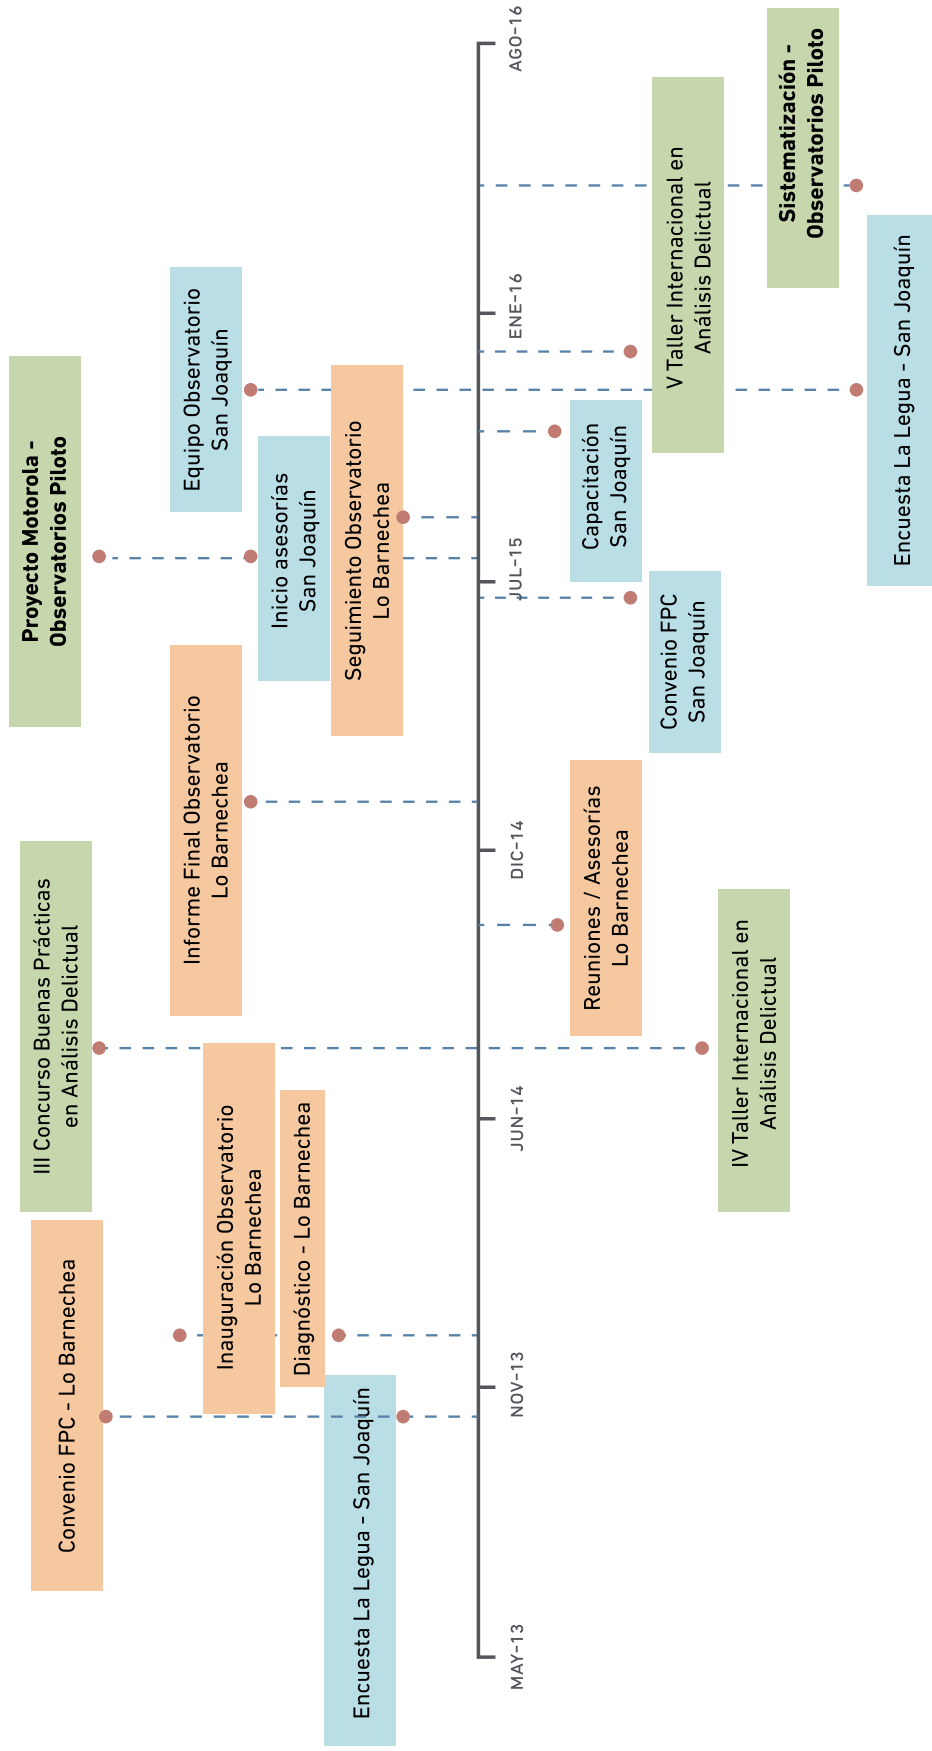 Convenio FPC - Lo Barnechea
III Concurso Buenas Prácticas
en Análisis Delictual
Proyecto Motorola -
Observatorios Piloto
Inauguración Observatorio
Lo Barnechea
Informe Final Observatorio
Lo Barnechea
Equipo Observatorio
San Joaquín
Diagnóstico - Lo Barnechea
Inicio asesorías
San Joaquín
Encuesta La Legua - San Joaquín
Seguimiento Observatorio
Lo Barnechea
MAY-13
NOV-13
JUN-14
DIC-14
JUL-15
ENE-16
AGO-16
Reuniones / Asesorías
Lo Barnechea
Capacitación
San Joaquín
Convenio FPC
San Joaquín
V Taller Internacional en
Análisis Delictual
IV Taller Internacional en
Análisis Delictual
Sistematización -
Observatorios Piloto
Encuesta La Legua - San Joaquín